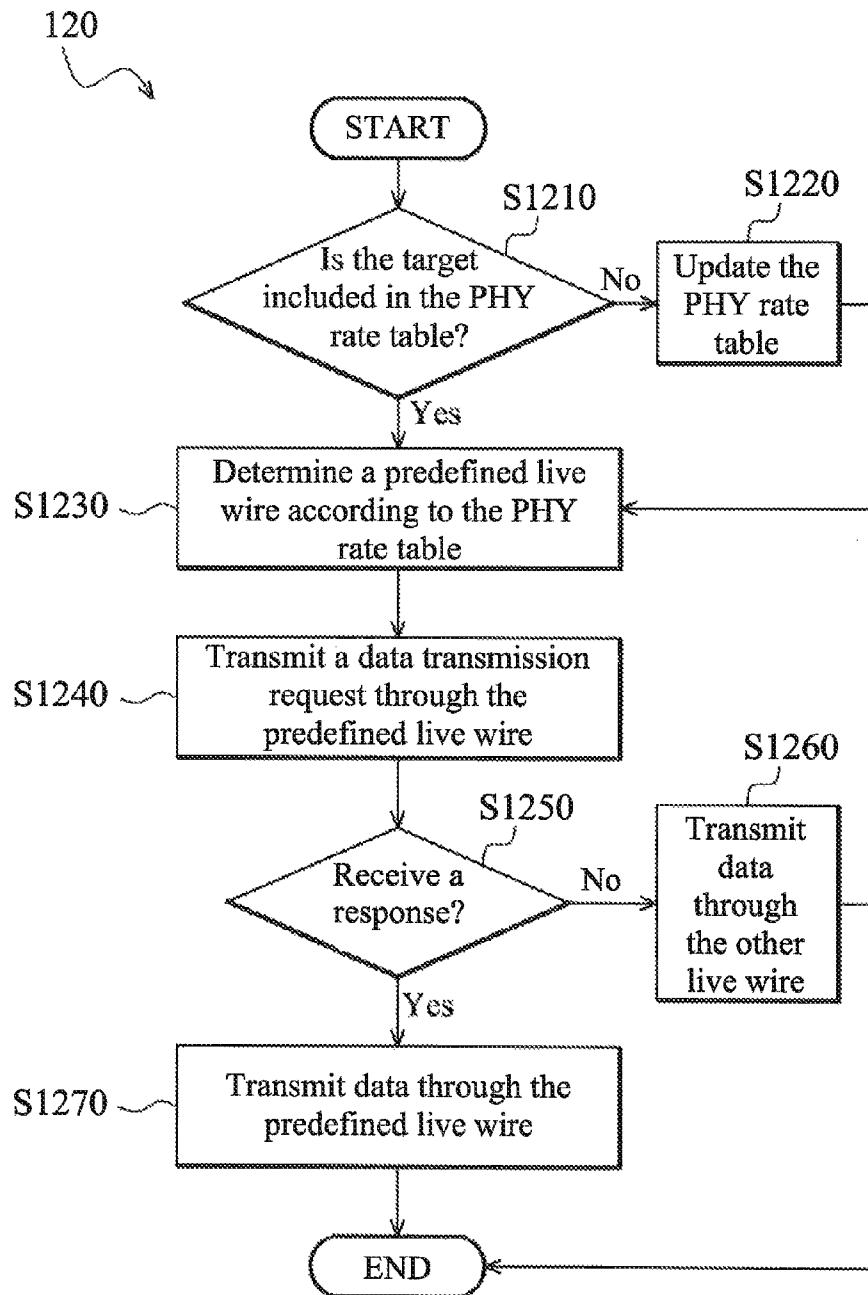 120
START
S1210
Is the target
included in the PHY
rate table?
No
S1220
Update the
PHY rate
table
Yes
S1230
Determine a predefined live
wire according to the PHY
rate table
S1240
Transmit a data transmission
request through the
predefined live wire
S1250
Receive a
response?
No
S1260
Transmit
data
through
the other
live wire
Yes
S1270
Transmit data through the
predefined live wire
END